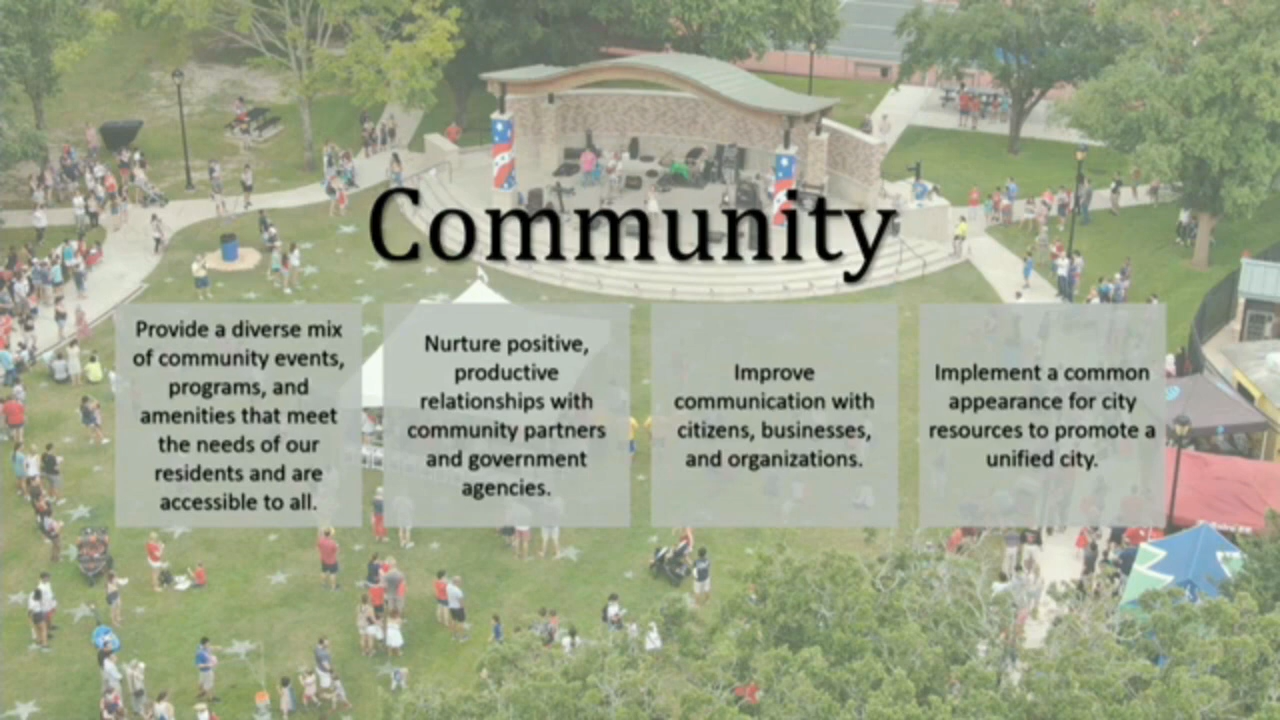 Community
Provide a diverse mix
of community events,
programs, and
amenities that meet
the needs of our
residents and are
accessible to all.
Nurture positive,
productive
relationships with
community partners
and government
agencies.
Improve
communication with
citizens, businesses,
and organizations.
Implement a common
appearance for city
resources to promote a
unified city.